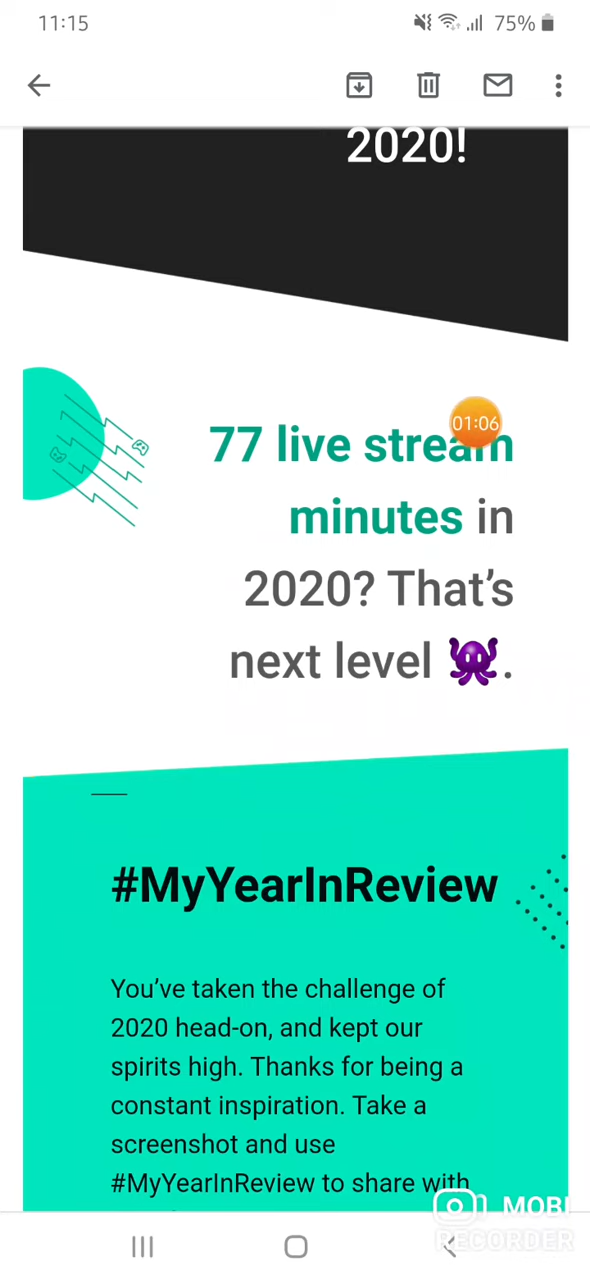 11:15
75%
2020!
01:06
77 live stream
minutes in
2020? That’s
next level 🐙.
#MyYearInReview
You’ve taken the challenge of
2020 head-on, and kept our
spirits high. Thanks for being a
constant inspiration. Take a
screenshot and use
#MyYearInReview to share with
MOBI
RECORDER